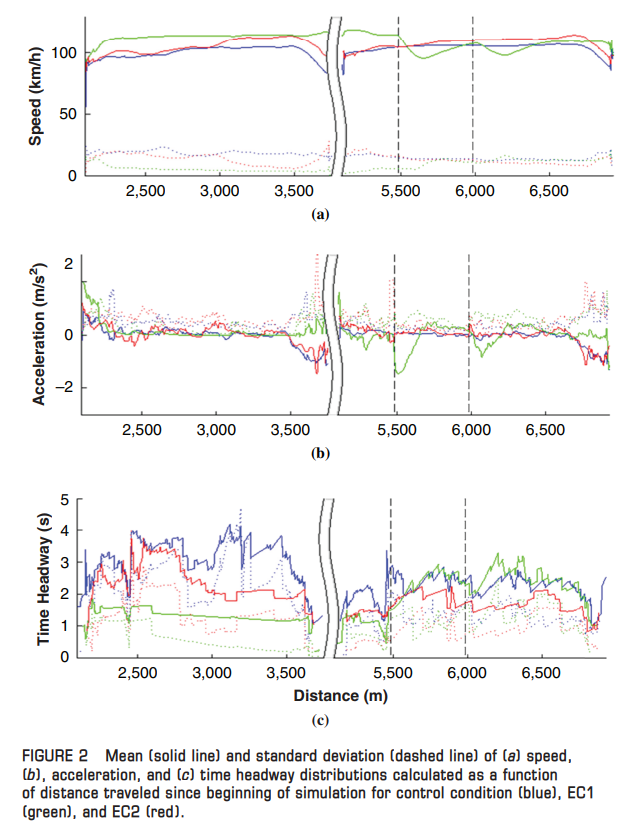 100
50
0
Speed (km/h)
2,500 3,000 3,500 5,500 6,000 6,500
(a)
2
0
–2
Acceleration (m/s²)
2,500 3,000 3,500 5,500 6,000 6,500
(b)
5
4
3
2
1
0
Time Headway (s)
2,500 3,000 3,500 5,500 6,000 6,500
Distance (m)
(c)
FIGURE 2 Mean (solid line) and standard deviation (dashed line) of (a) speed,
(b), acceleration, and (c) time headway distributions calculated as a function
of distance traveled since beginning of simulation for control condition (blue), EC1
(green), and EC2 (red).